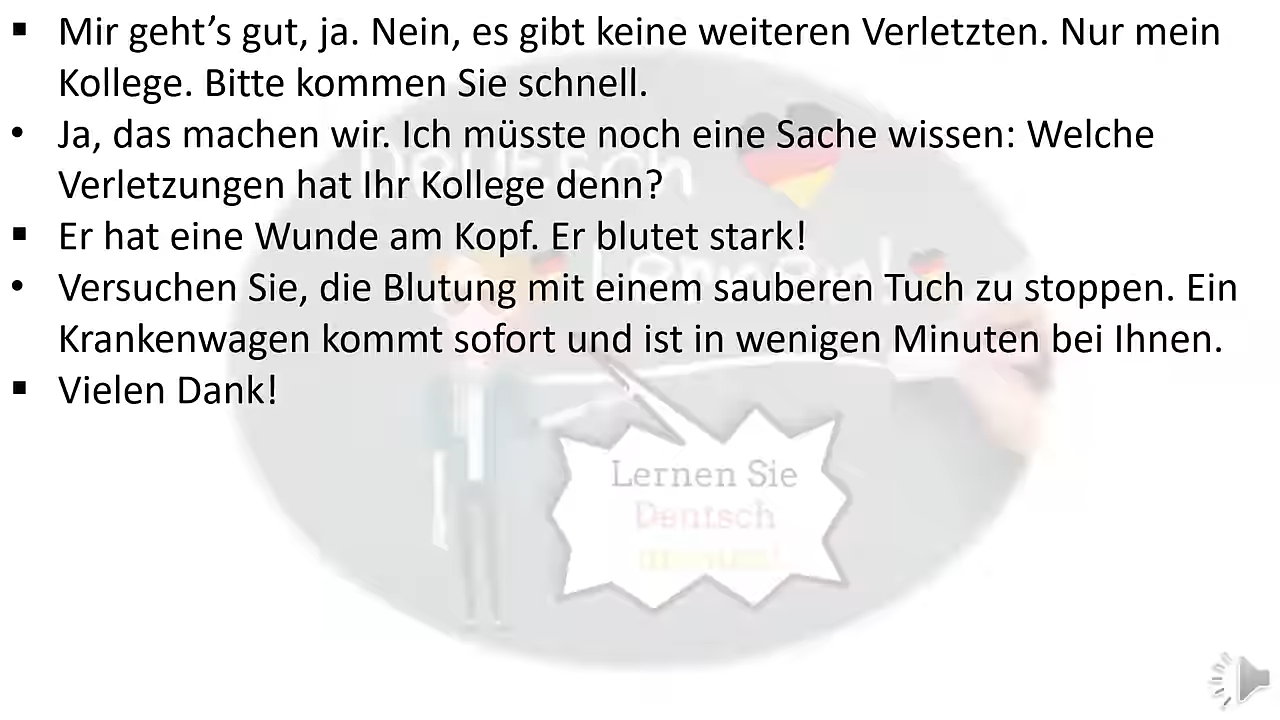 ▪ Mir geht’s gut, ja. Nein, es gibt keine weiteren Verletzten. Nur mein
Kollege. Bitte kommen Sie schnell.
• Ja, das machen wir. Ich müsste noch eine Sache wissen: Welche
Verletzungen hat Ihr Kollege denn?
▪ Er hat eine Wunde am Kopf. Er blutet stark!
• Versuchen Sie, die Blutung mit einem sauberen Tuch zu stoppen. Ein
Krankenwagen kommt sofort und ist in wenigen Minuten bei Ihnen.
▪ Vielen Dank!
Deutsch
Lernen!
Lernen Sie
Deutsch